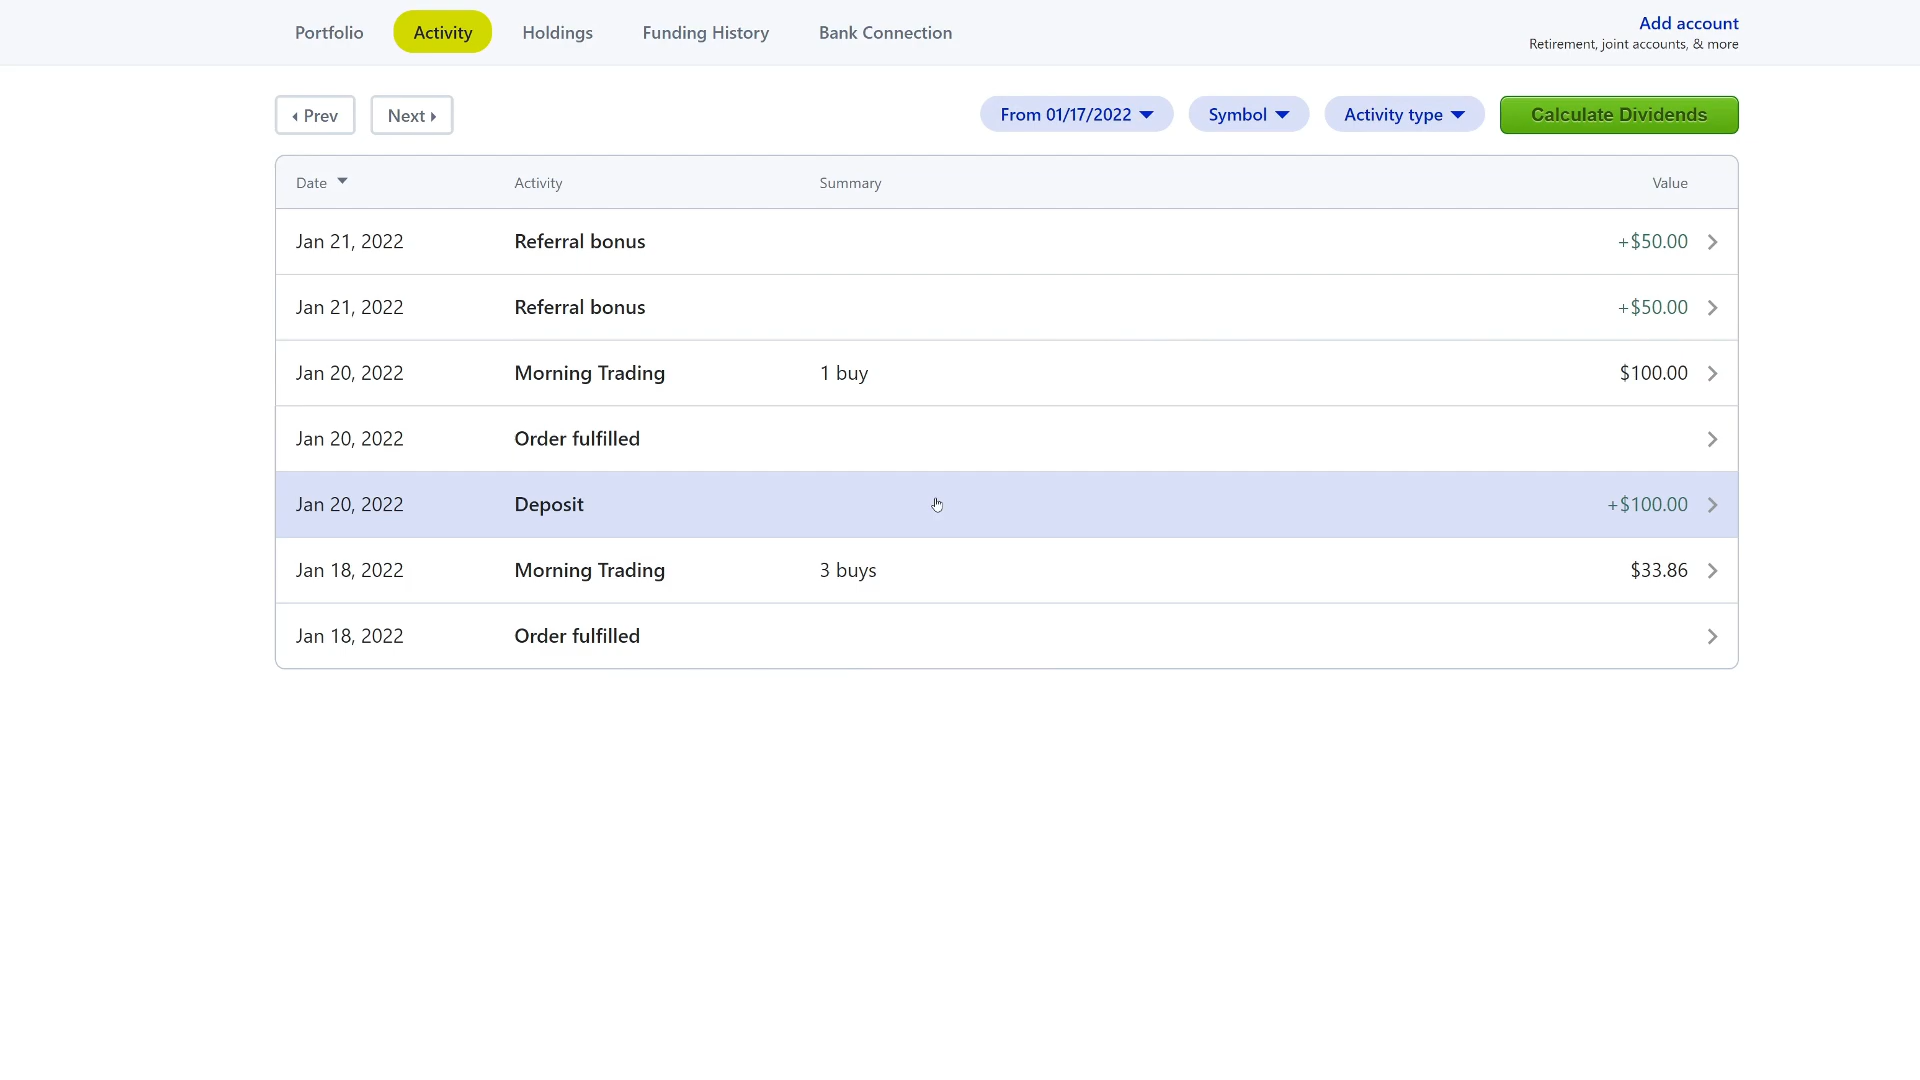 Portfolio Activity Holdings Funding History Bank Connection
Add account
Retirement, joint accounts, & more
Prev Next From 01/17/2022 Symbol Activity type Calculate Dividends
Date Activity Summary Value
Jan 21, 2022 Referral bonus +$50.00
Jan 21, 2022 Referral bonus +$50.00
Jan 20, 2022 Morning Trading 1 buy $100.00
Jan 20, 2022 Order fulfilled
Jan 20, 2022 Deposit +$100.00
Jan 18, 2022 Morning Trading 3 buys $33.86
Jan 18, 2022 Order fulfilled